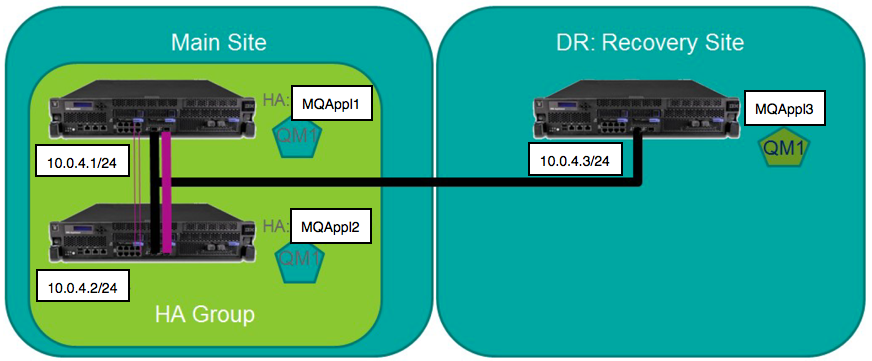 Main Site
DR: Recovery Site
HA: MQAppl1
QM1
10.0.4.1/24
MQAppl3
QM1
10.0.4.3/24
HA: MQAppl2
QM1
10.0.4.2/24
HA Group